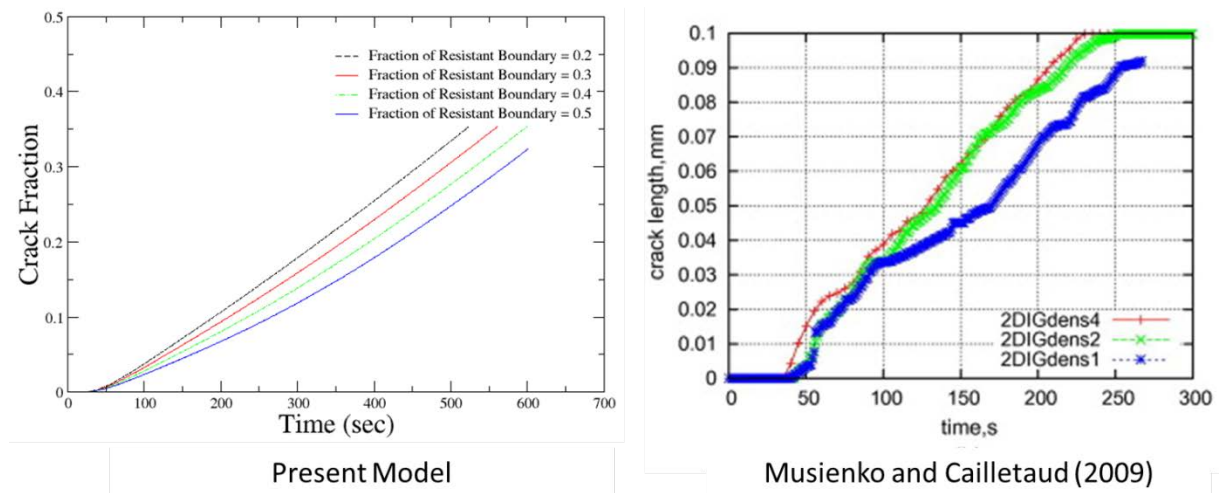 0.5
0.4
0.3
0.2
0.1
0
Crack Fraction
Fraction of Resistant Boundary = 0.2
Fraction of Resistant Boundary = 0.3
Fraction of Resistant Boundary = 0.4
Fraction of Resistant Boundary = 0.5
0 100 200 300 400 500 600 700
Time (sec)
Present Model
0.1
0.09
0.08
0.07
0.06
0.05
0.04
0.03
0.02
0.01
0
crack length,mm
2DIGdens4
2DIGdens2
2DIGdens1
0 50 100 150 200 250 300
time,s
Musienko and Cailletaud (2009)